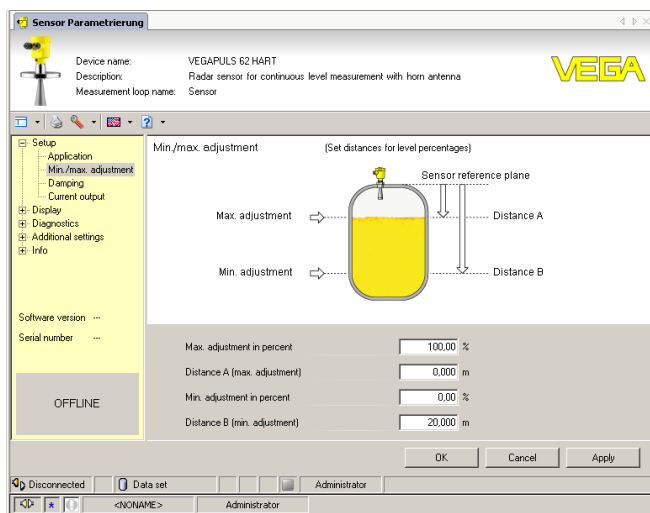 Sensor Parametrierung
Device name: VEGAPULS 62 HART
Description: Radar sensor for continuous level measurement with horn antenna
Measurement loop name: Sensor
VEGA
Setup
Application
Min./max. adjustment
Damping
Current output
Display
Diagnostics
Additional settings
Info
Software version ---
Serial number ---
OFFLINE
Min./max. adjustment (Set distances for level percentages)
Sensor reference plane
Max. adjustment Distance A
Min. adjustment Distance B
Max. adjustment in percent 100,00 %
Distance A (max. adjustment) 0,000 m
Min. adjustment in percent 0,00 %
Distance B (min. adjustment) 20,000 m
OK Cancel Apply
Disconnected Data set Administrator
<NONAME> Administrator